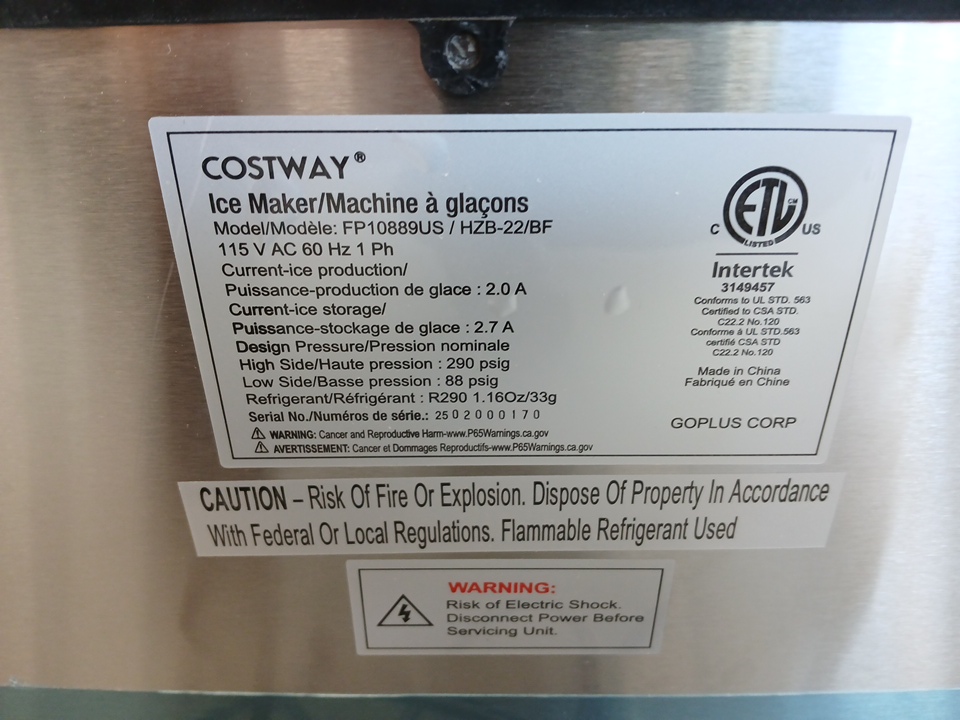 COSTWAY®
Ice Maker/Machine à glaçons
Model/Modèle: FP10889US / HZB-22/BF
115 V AC 60 Hz 1 Ph
Current-ice production/
Puissance-production de glace : 2.0 A
Current-ice storage/
Puissance-stockage de glace : 2.7 A
Design Pressure/Pression nominale
High Side/Haute pression : 290 psig
Low Side/Basse pression : 88 psig
Refrigerant/Réfrigérant : R290 1.16Oz/33g
Serial No./Numéros de série.: 2502000170
WARNING: Cancer and Reproductive Harm-www.P65Warnings.ca.gov
AVERTISSEMENT: Cancer et Dommages Reproductifs-www.P65Warnings.ca.gov
ETL CM
C US
LISTED
Intertek
3149457
Conforms to UL STD. 563
Certified to CSA STD.
C22.2 No.120
Conforme à UL STD.563
certifié CSA STD
C22.2 No.120
Made in China
Fabriqué en Chine
GOPLUS CORP
CAUTION – Risk Of Fire Or Explosion. Dispose Of Property In Accordance
With Federal Or Local Regulations. Flammable Refrigerant Used
WARNING:
Risk of Electric Shock.
Disconnect Power Before
Servicing Unit.